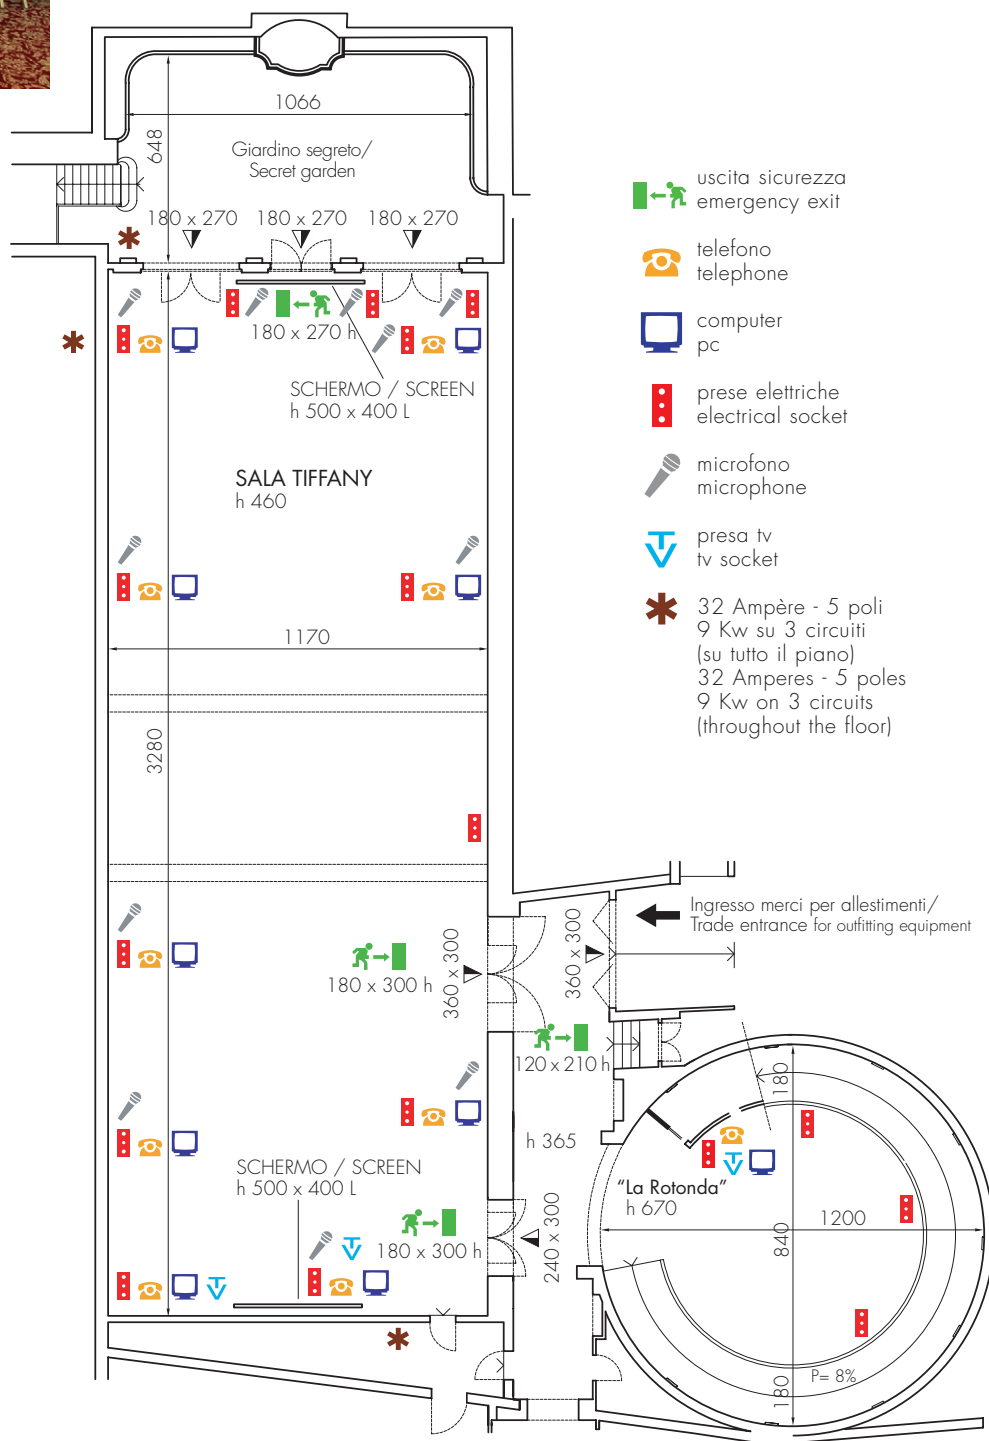 1066
648
Giardino segreto/
Secret garden
180 x 270
180 x 270
180 x 270
180 x 270 h
SCHERMO / SCREEN
h 500 x 400 L
SALA TIFFANY
h 460
1170
3280
180 x 300 h
360 x 300
360 x 300
Ingresso merci per allestimenti/
Trade entrance for outfitting equipment
120 x 210 h
h 365
SCHERMO / SCREEN
h 500 x 400 L
180 x 300 h
240 x 300
"La Rotonda"
h 670
180
1200
840
180
P= 8%
uscita sicurezza
emergency exit
telefono
telephone
computer
pc
prese elettriche
electrical socket
microfono
microphone
presa tv
tv socket
32 Ampère - 5 poli
9 Kw su 3 circuiti
(su tutto il piano)
32 Amperes - 5 poles
9 Kw on 3 circuits
(throughout the floor)